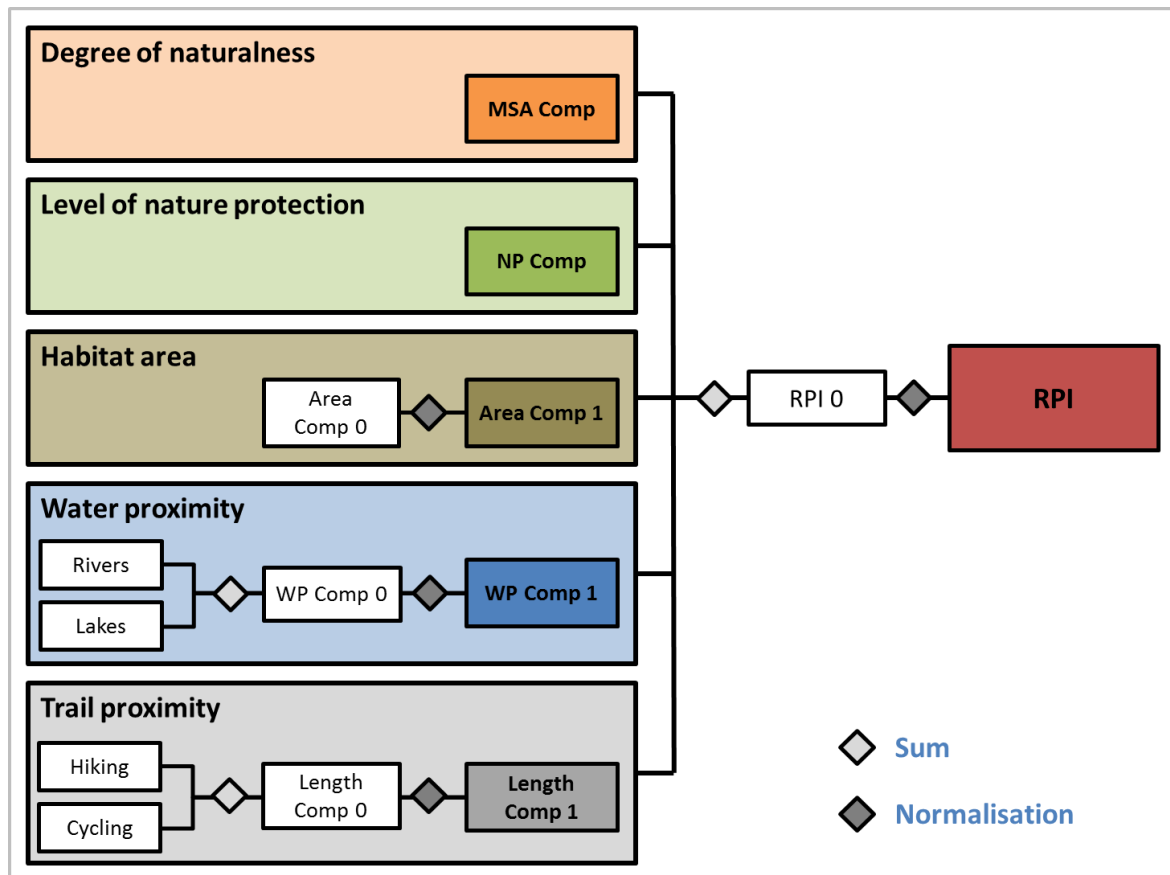 Degree of naturalness
MSA Comp
Level of nature protection
NP Comp
Habitat area
Area
Comp 0
Area Comp 1
RPI 0
RPI
Water proximity
Rivers
Lakes
WP Comp 0
WP Comp 1
Trail proximity
Hiking
Cycling
Length
Comp 0
Length
Comp 1
Sum
Normalisation